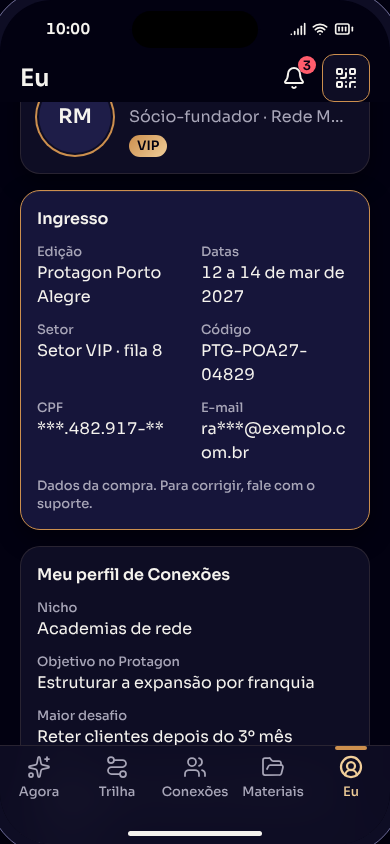 10:00
Eu
3
RM
Sócio-fundador · Rede M...
VIP
Ingresso
Edição
Protagon Porto
Alegre
Datas
12 a 14 de mar de
2027
Setor
Setor VIP · fila 8
Código
PTG-POA27-
04829
CPF
***.482.917-**
E-mail
ra***@exemplo.c
om.br
Dados da compra. Para corrigir, fale com o
suporte.
Meu perfil de Conexões
Nicho
Academias de rede
Objetivo no Protagon
Estruturar a expansão por franquia
Maior desafio
Reter clientes depois do 3º mês
Agora
Trilha
Conexões
Materiais
Eu